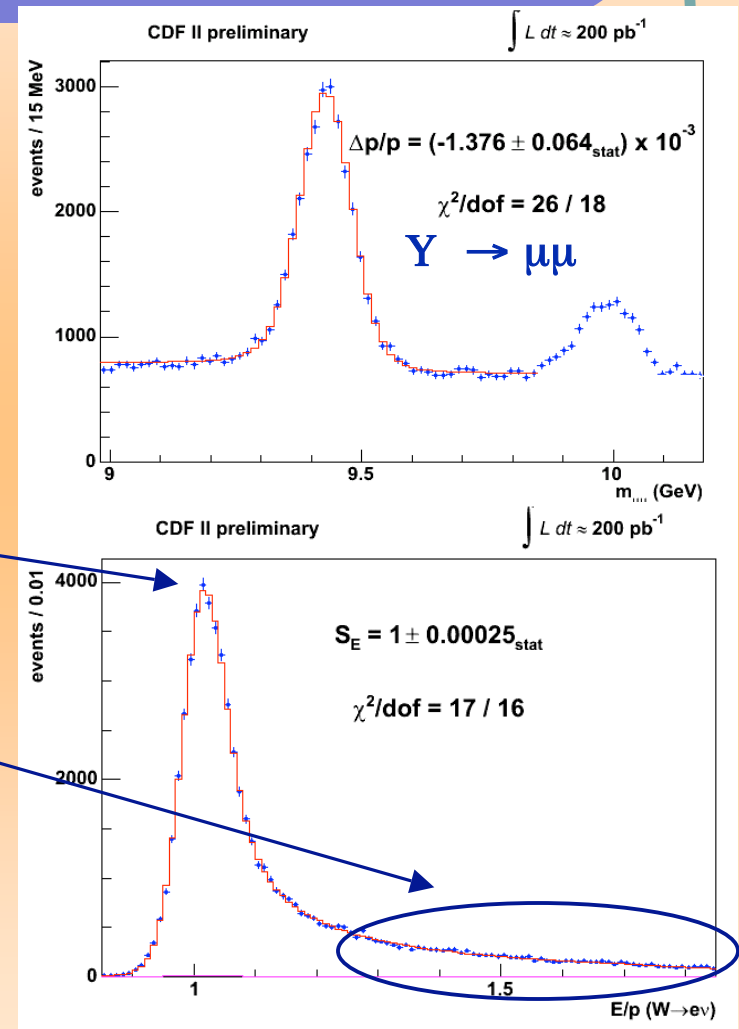 CDF II preliminary ∫ L dt ≈ 200 pb⁻¹
events / 15 MeV
3000
2000
1000
0
Δp/p = (-1.376 ± 0.064stat) x 10⁻³
χ²/dof = 26 / 18
Υ → μμ
9 9.5 10
(GeV)
CDF II preliminary ∫ L dt ≈ 200 pb⁻¹
events / 0.01
4000
2000
0
SE = 1 ± 0.00025stat
χ²/dof = 17 / 16
1 1.5
E/p (W→eν)